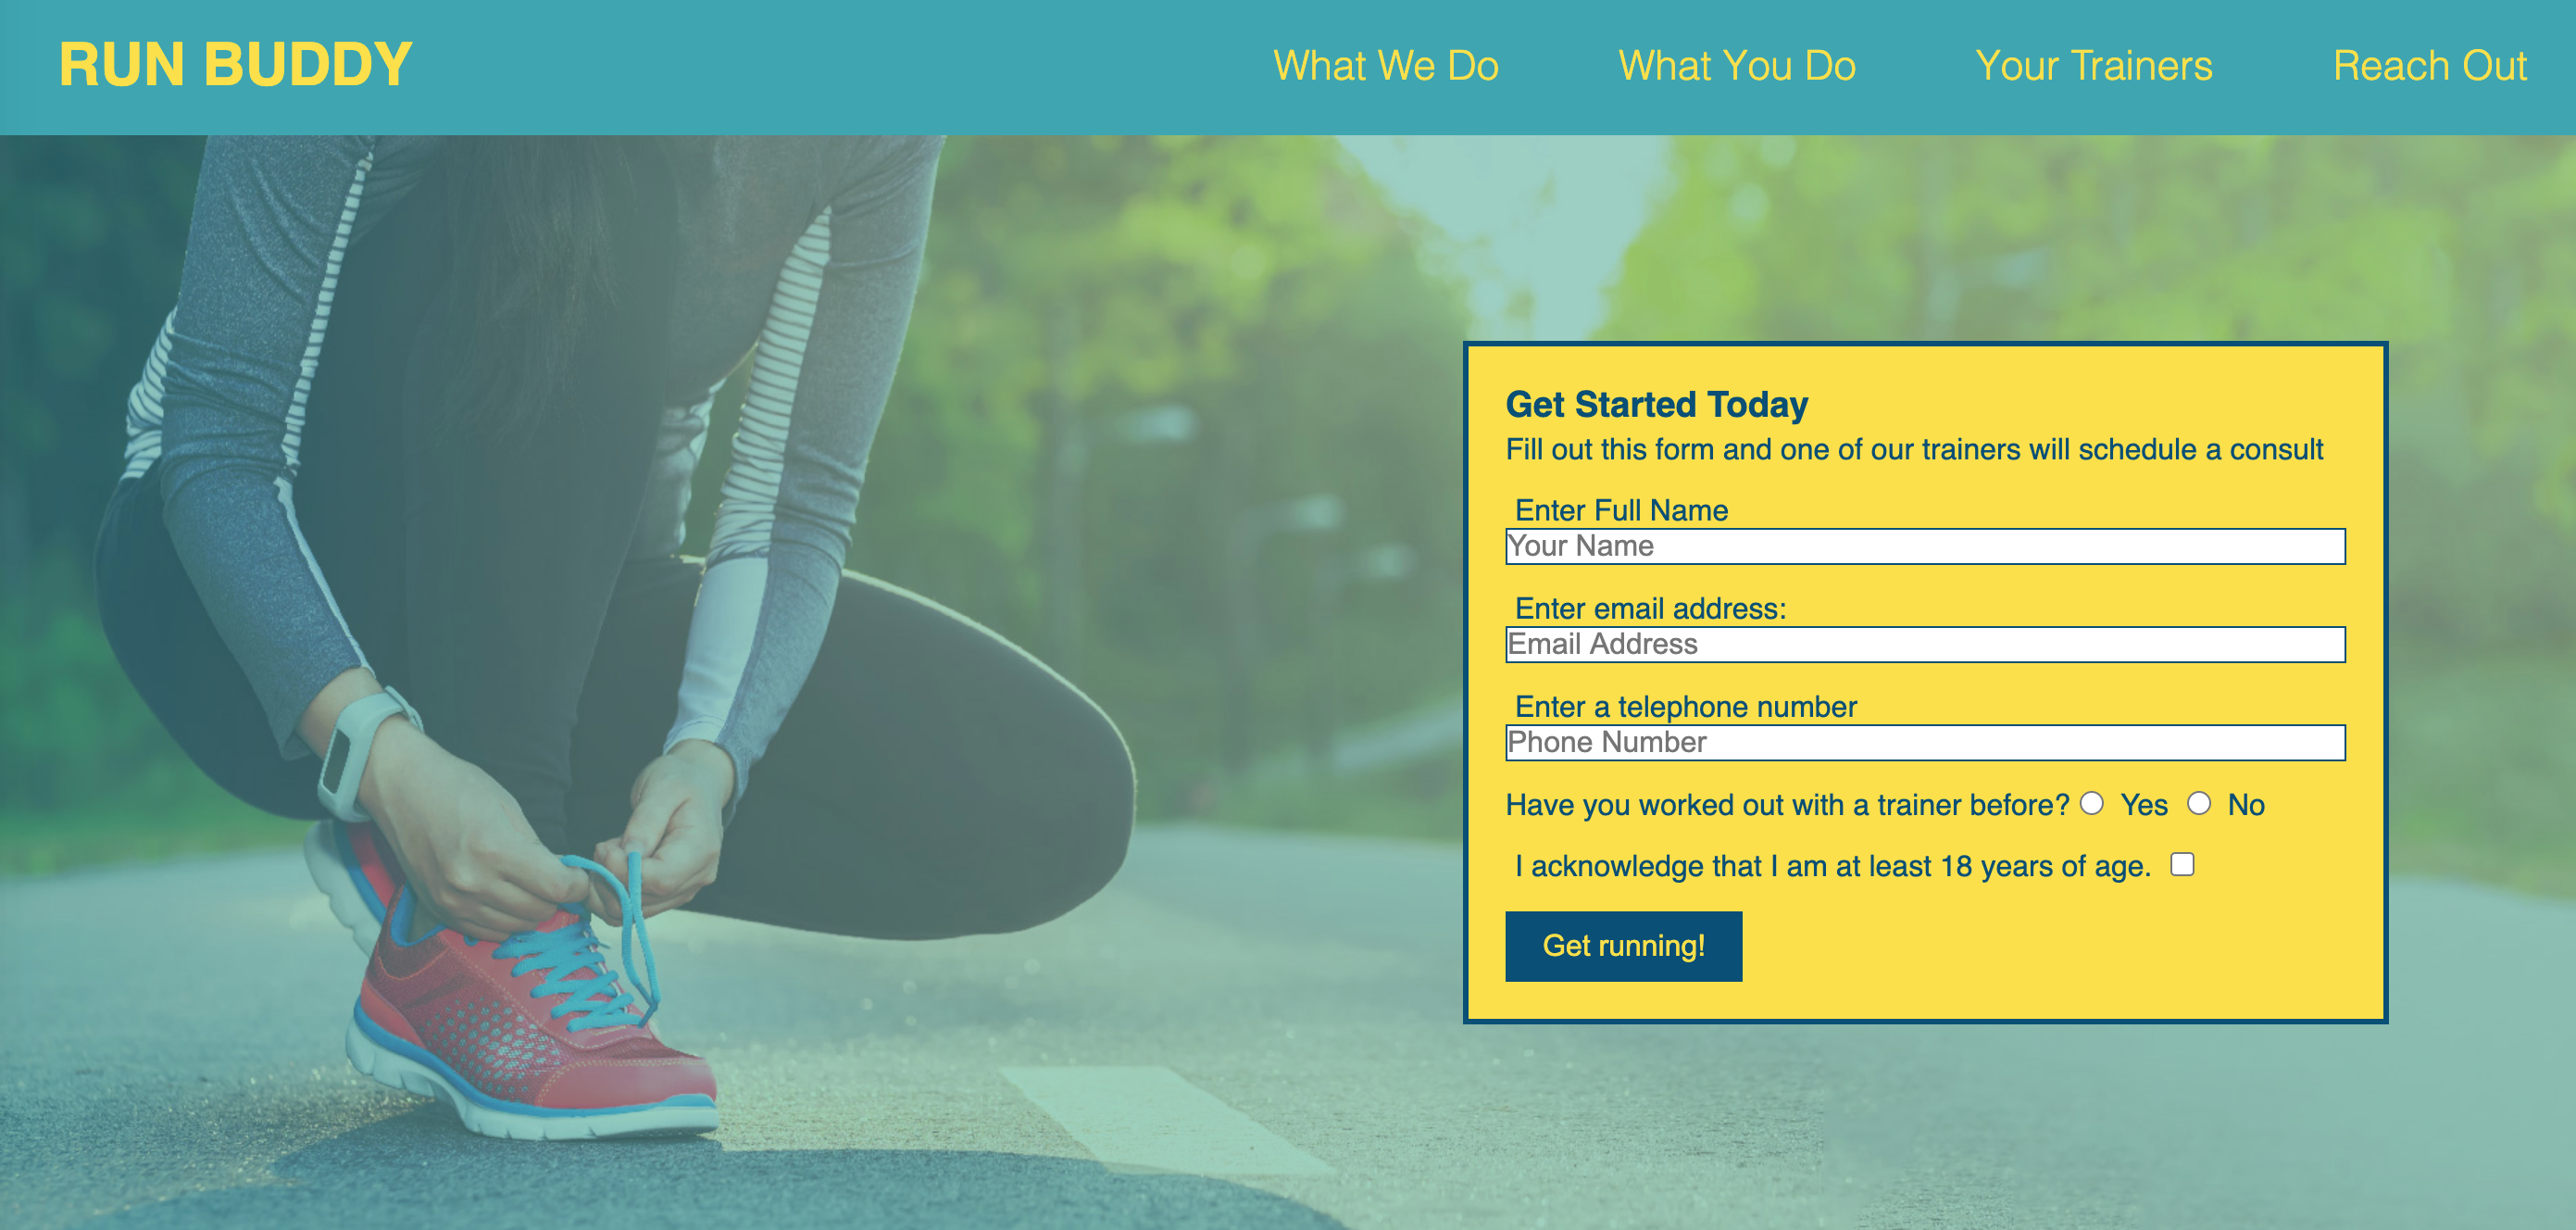 RUN BUDDY
What We Do
What You Do
Your Trainers
Reach Out
Get Started Today
Fill out this form and one of our trainers will schedule a consult
Enter Full Name
Your Name
Enter email address:
Email Address
Enter a telephone number
Phone Number
Have you worked out with a trainer before? Yes No
I acknowledge that I am at least 18 years of age.
Get running!